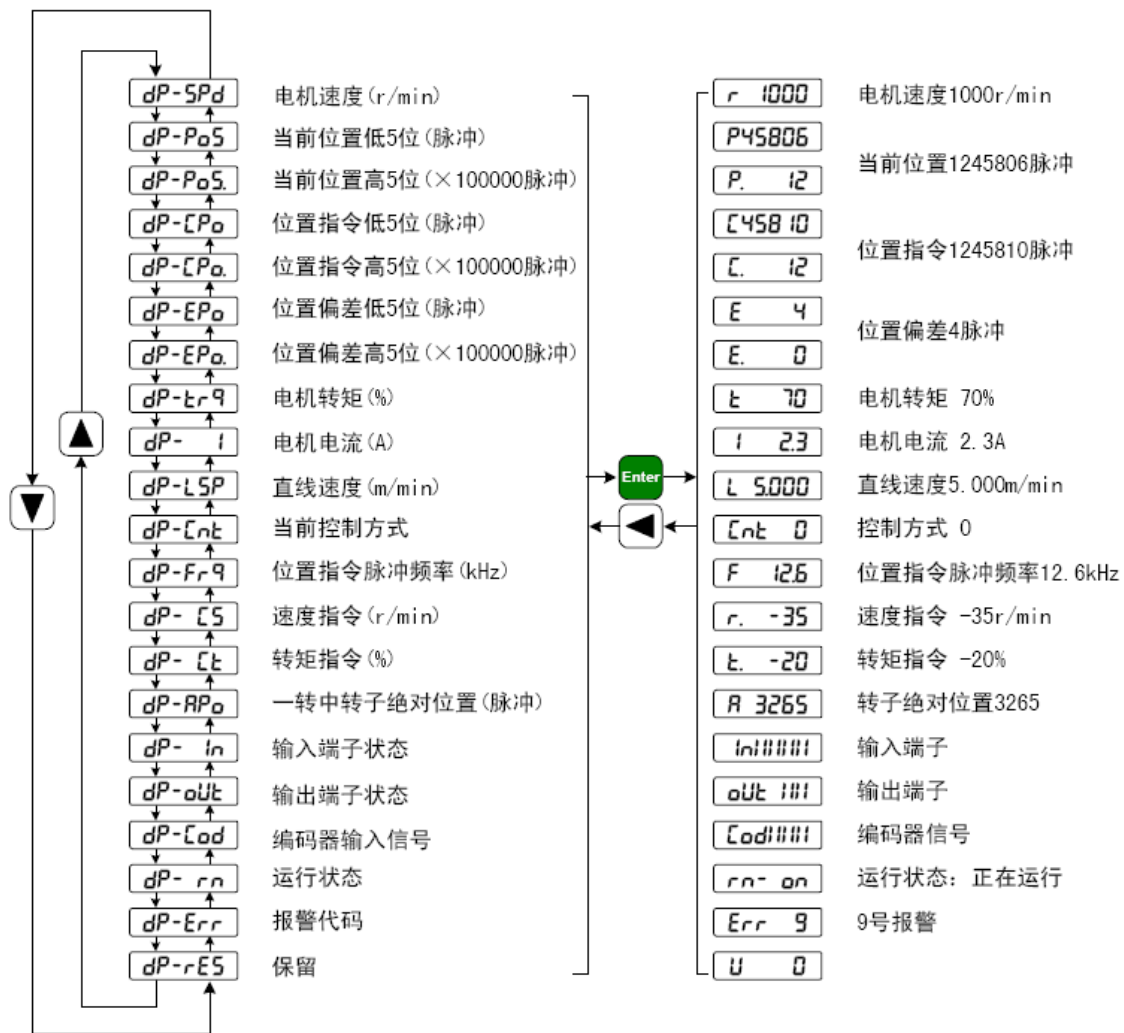 dP-SPd 电机速度(r/min) r 1000 电机速度1000r/min
dP-PoS 当前位置低5位(脉冲) P45806
当前位置1245806脉冲
dP-PoS. 当前位置高5位(×100000脉冲) P. 12
dP-CPo 位置指令低5位(脉冲) C45810
位置指令1245810脉冲
dP-CPo. 位置指令高5位(×100000脉冲) C. 12
dP-EPo 位置偏差低5位(脉冲) E 4
位置偏差4脉冲
dP-EPo. 位置偏差高5位(×100000脉冲) E. 0
dP-trq 电机转矩(%) t 70 电机转矩 70%
dP- I 电机电流(A) I 2.3 电机电流 2.3A
dP-LSP 直线速度(m/min) L 5.000 直线速度5.000m/min
Enter
dP-Cnt 当前控制方式 Cnt 0 控制方式 0
dP-Frq 位置指令脉冲频率(kHz) F 12.6 位置指令脉冲频率12.6kHz
dP- CS 速度指令(r/min) r. -35 速度指令 -35r/min
dP- Ct 转矩指令(%) t. -20 转矩指令 -20%
dP-APo 一转中转子绝对位置(脉冲) A 3265 转子绝对位置3265
dP- In 输入端子状态 In 输入端子
dP-oUt 输出端子状态 oUt 输出端子
dP-Cod 编码器输入信号 Cod 编码器信号
dP- rn 运行状态 rn- on 运行状态：正在运行
dP-Err 报警代码 Err 9 9号报警
dP-rES 保留 U 0